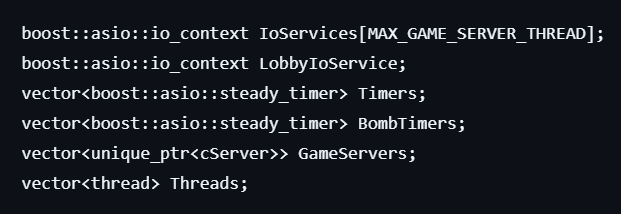 boost::asio::io_context IoServices[MAX_GAME_SERVER_THREAD];
boost::asio::io_context LobbyIoService;
vector<boost::asio::steady_timer> Timers;
vector<boost::asio::steady_timer> BombTimers;
vector<unique_ptr<cServer>> GameServers;
vector<thread> Threads;